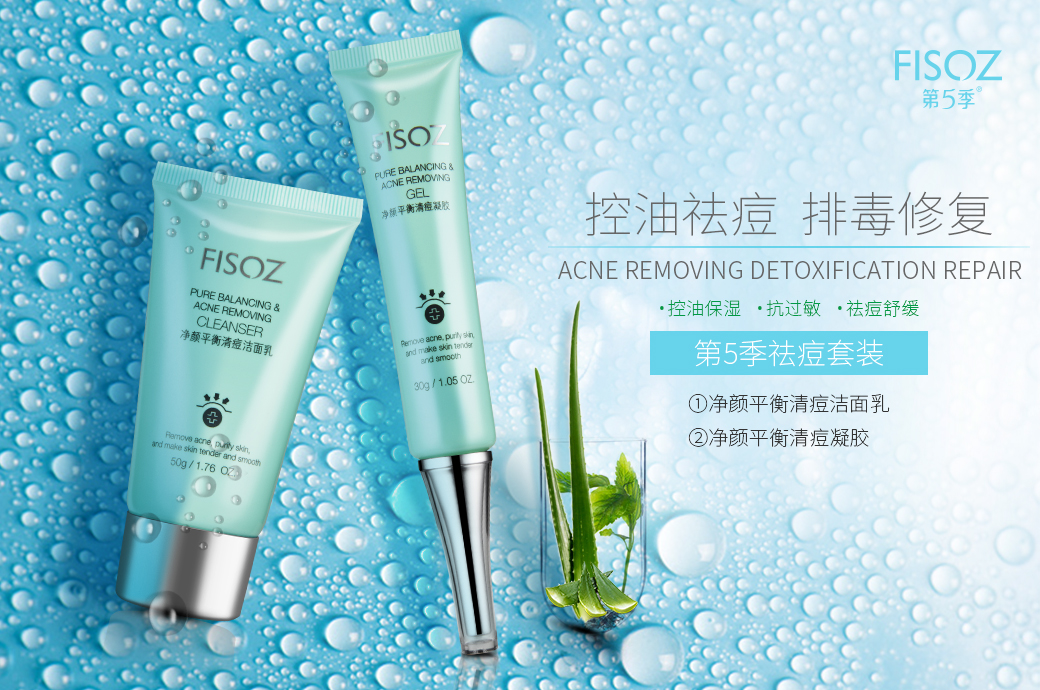 FISOZ
第5季®
控油祛痘 排毒修复
ACNE REMOVING DETOXIFICATION REPAIR
•控油保湿 •抗过敏 •祛痘舒缓
第5季祛痘套装
①净颜平衡清痘洁面乳
②净颜平衡清痘凝胶
FISOZ
PURE BALANCING &
ACNE REMOVING
GEL
净颜平衡清痘凝胶
Remove acne, purify skin,
and make skin tender
and smooth
30g / 1.05 OZ.
FISOZ
PURE BALANCING &
ACNE REMOVING
CLEANSER
净颜平衡清痘洁面乳
Remove acne, purify skin,
and make skin tender and smooth
50g / 1.76 OZ.